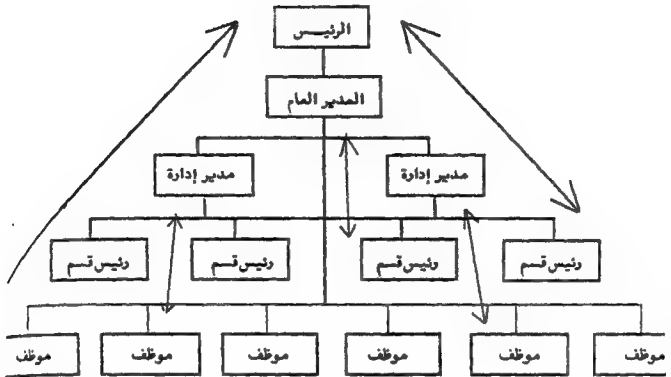 الرئيس
المدير العام
مدير إدارة
مدير إدارة
رئيس قسم
رئيس قسم
رئيس قسم
رئيس قسم
موظف
موظف
موظف
موظف
موظف
موظف